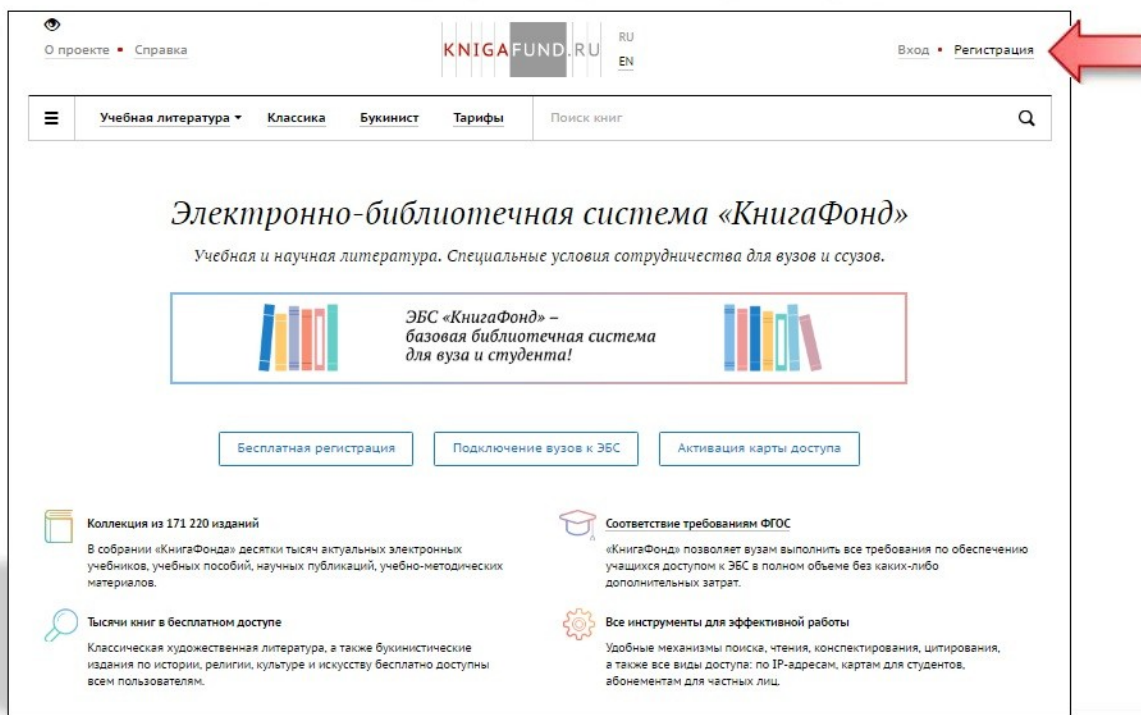 О проекте ▪ Справка
KNIGAFUND.RU
RU
EN
Вход ▪ Регистрация
Учебная литература
Классика
Букинист
Тарифы
Поиск книг
Электронно-библиотечная система «КнигаФонд»
Учебная и научная литература. Специальные условия сотрудничества для вузов и ссузов.
ЭБС «КнигаФонд» –
базовая библиотечная система
для вуза и студента!
Бесплатная регистрация
Подключение вузов к ЭБС
Активация карты доступа
Коллекция из 171 220 изданий
В собрании «КнигаФонда» десятки тысяч актуальных электронных
учебников, учебных пособий, научных публикаций, учебно-методических
материалов.
Соответствие требованиям ФГОС
«КнигаФонд» позволяет вузам выполнить все требования по обеспечению
учащихся доступом к ЭБС в полном объеме без каких-либо
дополнительных затрат.
Тысячи книг в бесплатном доступе
Классическая художественная литература, а также букинистические
издания по истории, религии, культуре и искусству бесплатно доступны
всем пользователям.
Все инструменты для эффективной работы
Удобные механизмы поиска, чтения, конспектирования, цитирования,
а также все виды доступа: по IP-адресам, картам для студентов,
абонементам для частных лиц.